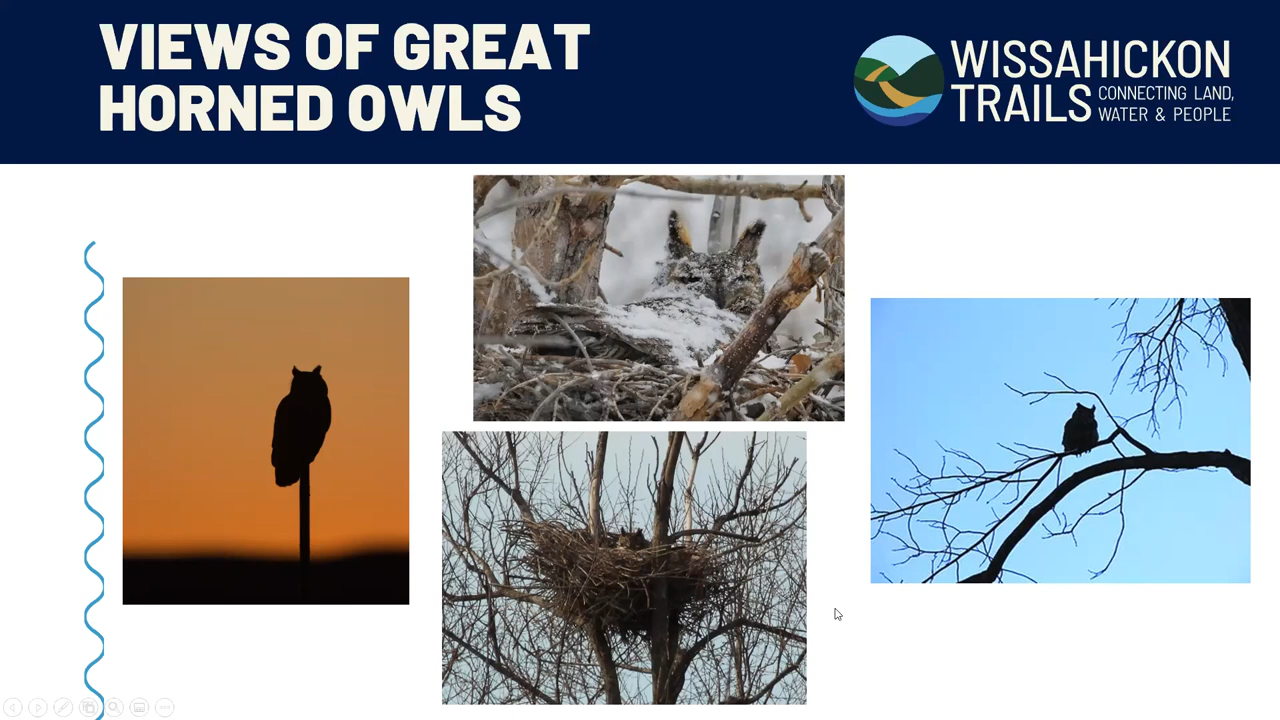 VIEWS OF GREAT
HORNED OWLS
WISSAHICKON
TRAILS CONNECTING LAND,
WATER & PEOPLE